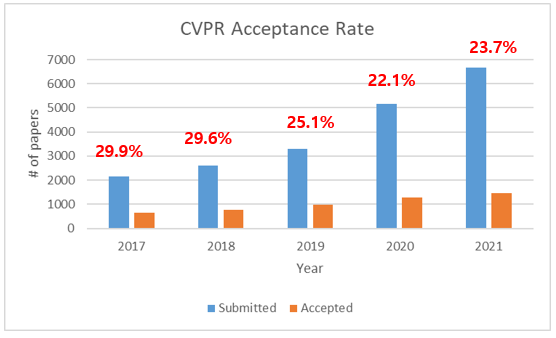 CVPR Acceptance Rate
7000
6000
5000
4000
3000
2000
1000
0
# of papers
29.9%
29.6%
25.1%
22.1%
23.7%
2017 2018 2019 2020 2021
Year
Submitted Accepted